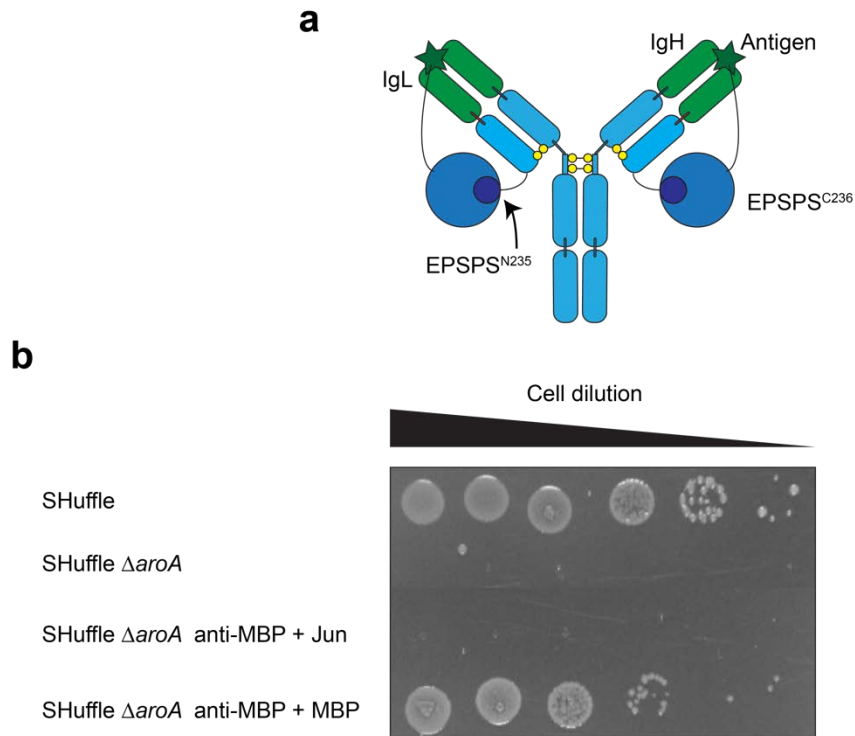 a
IgH
Antigen
IgL
EPSPS^C236
EPSPS^N235
b
Cell dilution
SHuffle
SHuffle ΔaroA
SHuffle ΔaroA anti-MBP + Jun
SHuffle ΔaroA anti-MBP + MBP